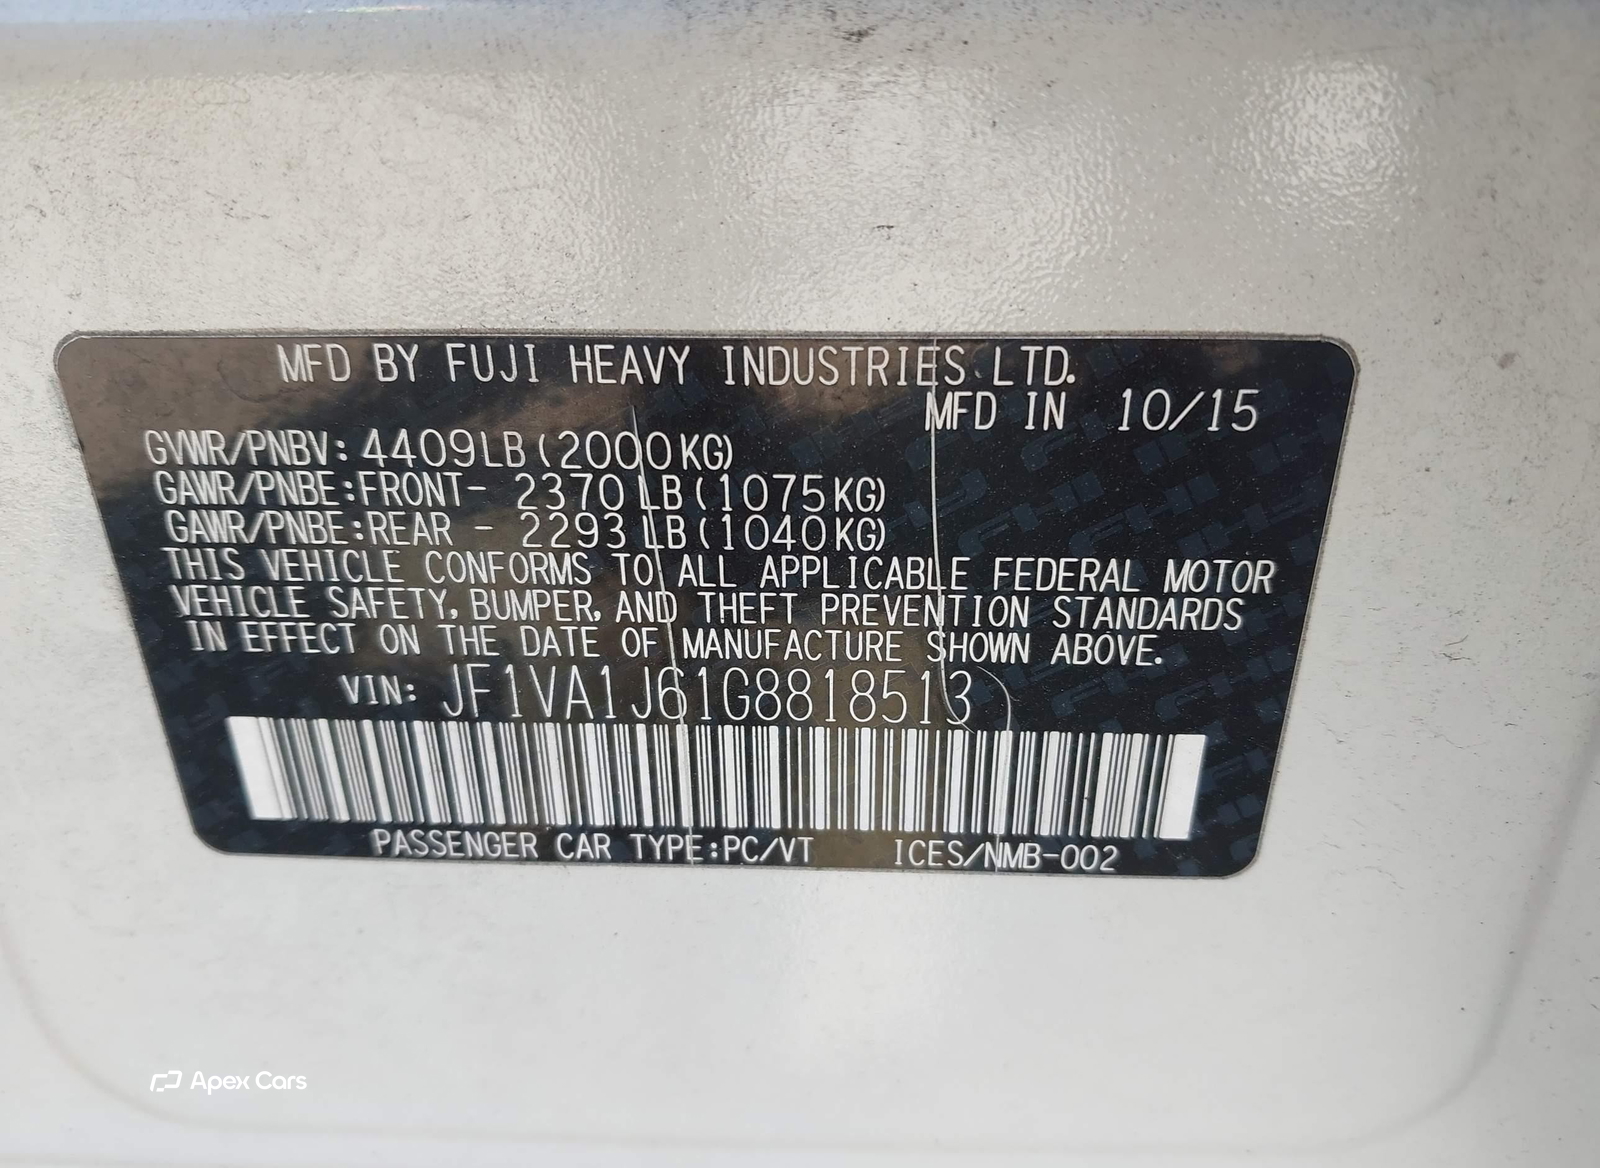 MFD BY FUJI HEAVY INDUSTRIES LTD.
MFD IN 10/15
GVWR/PNBV: 4409LB(2000KG)
GAWR/PNBE:FRONT- 2370LB(1075KG)
GAWR/PNBE:REAR - 2293LB(1040KG)
THIS VEHICLE CONFORMS TO ALL APPLICABLE FEDERAL MOTOR
VEHICLE SAFETY, BUMPER, AND THEFT PREVENTION STANDARDS
IN EFFECT ON THE DATE OF MANUFACTURE SHOWN ABOVE.
VIN: JF1VA1J61G8818513
PASSENGER CAR TYPE:PC/VT ICES/NMB-002
Apex Cars